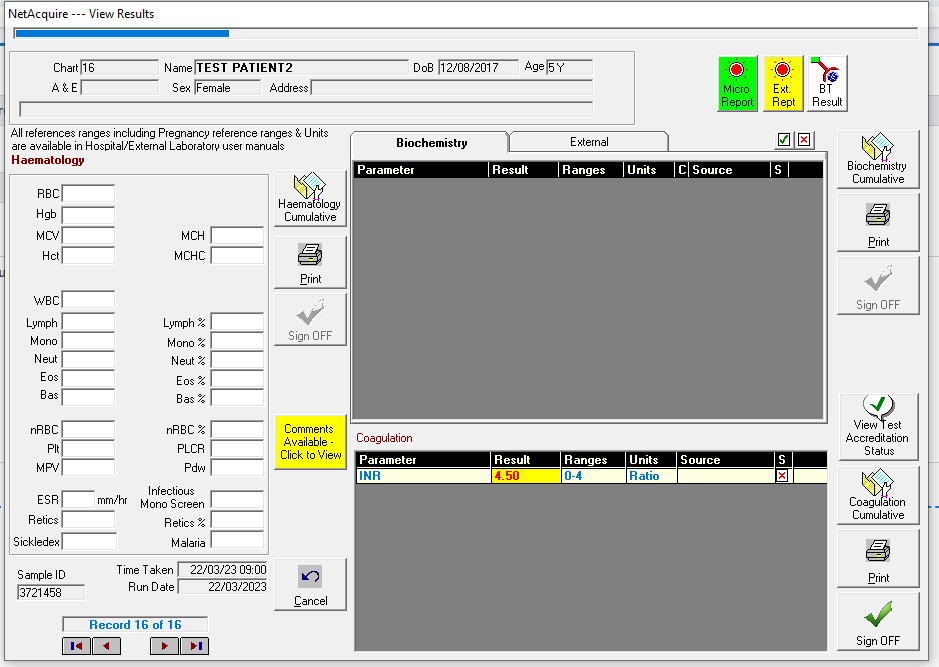 NetAcquire --- View Results
Chart 16 Name TEST PATIENT2 DoB 12/08/2017 Age 5 Y
A & E Sex Female Address
Micro Report
Ext. Rept
BT Result
All references ranges including Pregnancy reference ranges & Units
are available in Hospital/External Laboratory user manuals
Haematology
RBC
Hgb
MCV MCH
Hct MCHC
WBC
Lymph Lymph %
Mono Mono %
Neut Neut %
Eos Eos %
Bas Bas %
nRBC nRBC %
Plt PLCR
MPV Pdw
ESR mm/hr Infectious Mono Screen
Retics Retics %
Sickledex Malaria
Sample ID
3721458
Time Taken 22/03/23 09:00
Run Date 22/03/2023
Record 16 of 16
Haematology
Cumulative
Print
Sign OFF
Comments
Available -
Click to View
Cancel
Biochemistry External
Parameter Result Ranges Units C Source S
Coagulation
Parameter Result Ranges Units Source S
INR 4.50 0-4 Ratio
Biochemistry
Cumulative
Print
Sign OFF
View Test
Accreditation
Status
Coagulation
Cumulative
Print
Sign OFF